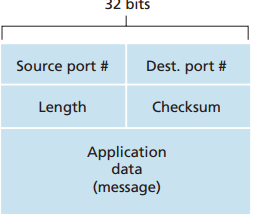 32 bits
Source port # Dest. port #
Length Checksum
Application
data
(message)